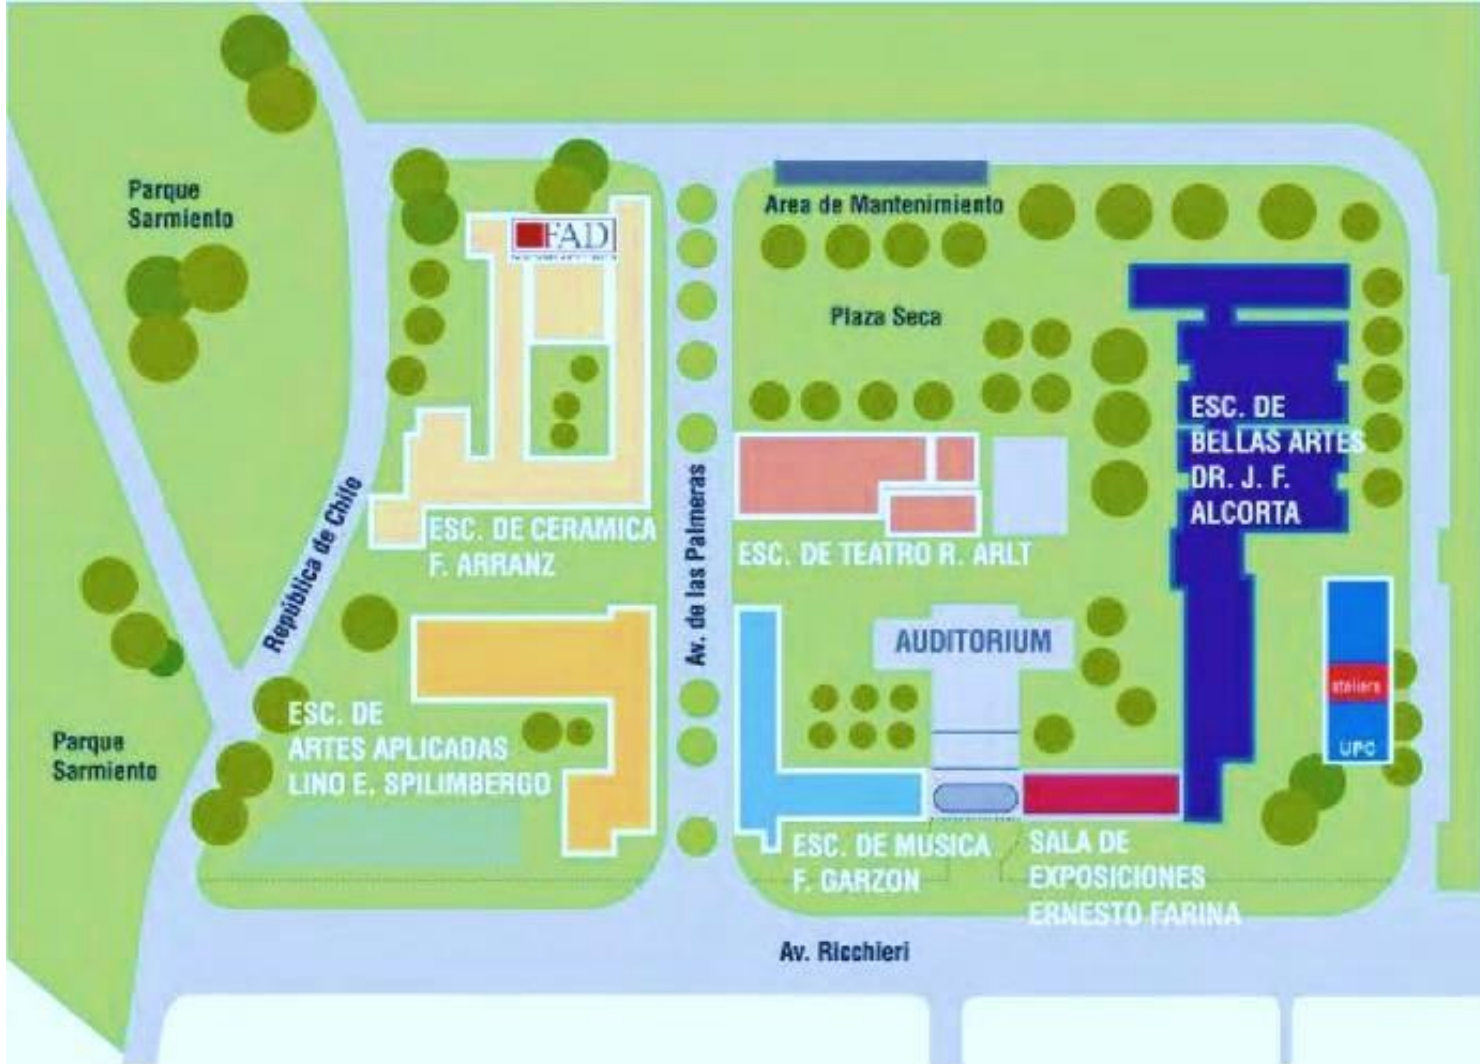 Parque
Sarmiento
FAD
Area de Mantenimiento
Plaza Seca
ESC. DE
BELLAS ARTES
DR. J. F.
ALCORTA
República de Chile
ESC. DE CERAMICA
F. ARRANZ
Av. de las Palmeras
ESC. DE TEATRO R. ARLT
AUDITORIUM
ateliers
UPC
Parque
Sarmiento
ESC. DE
ARTES APLICADAS
LINO E. SPILIMBERGO
ESC. DE MUSICA
F. GARZON
SALA DE
EXPOSICIONES
ERNESTO FARINA
Av. Ricchieri